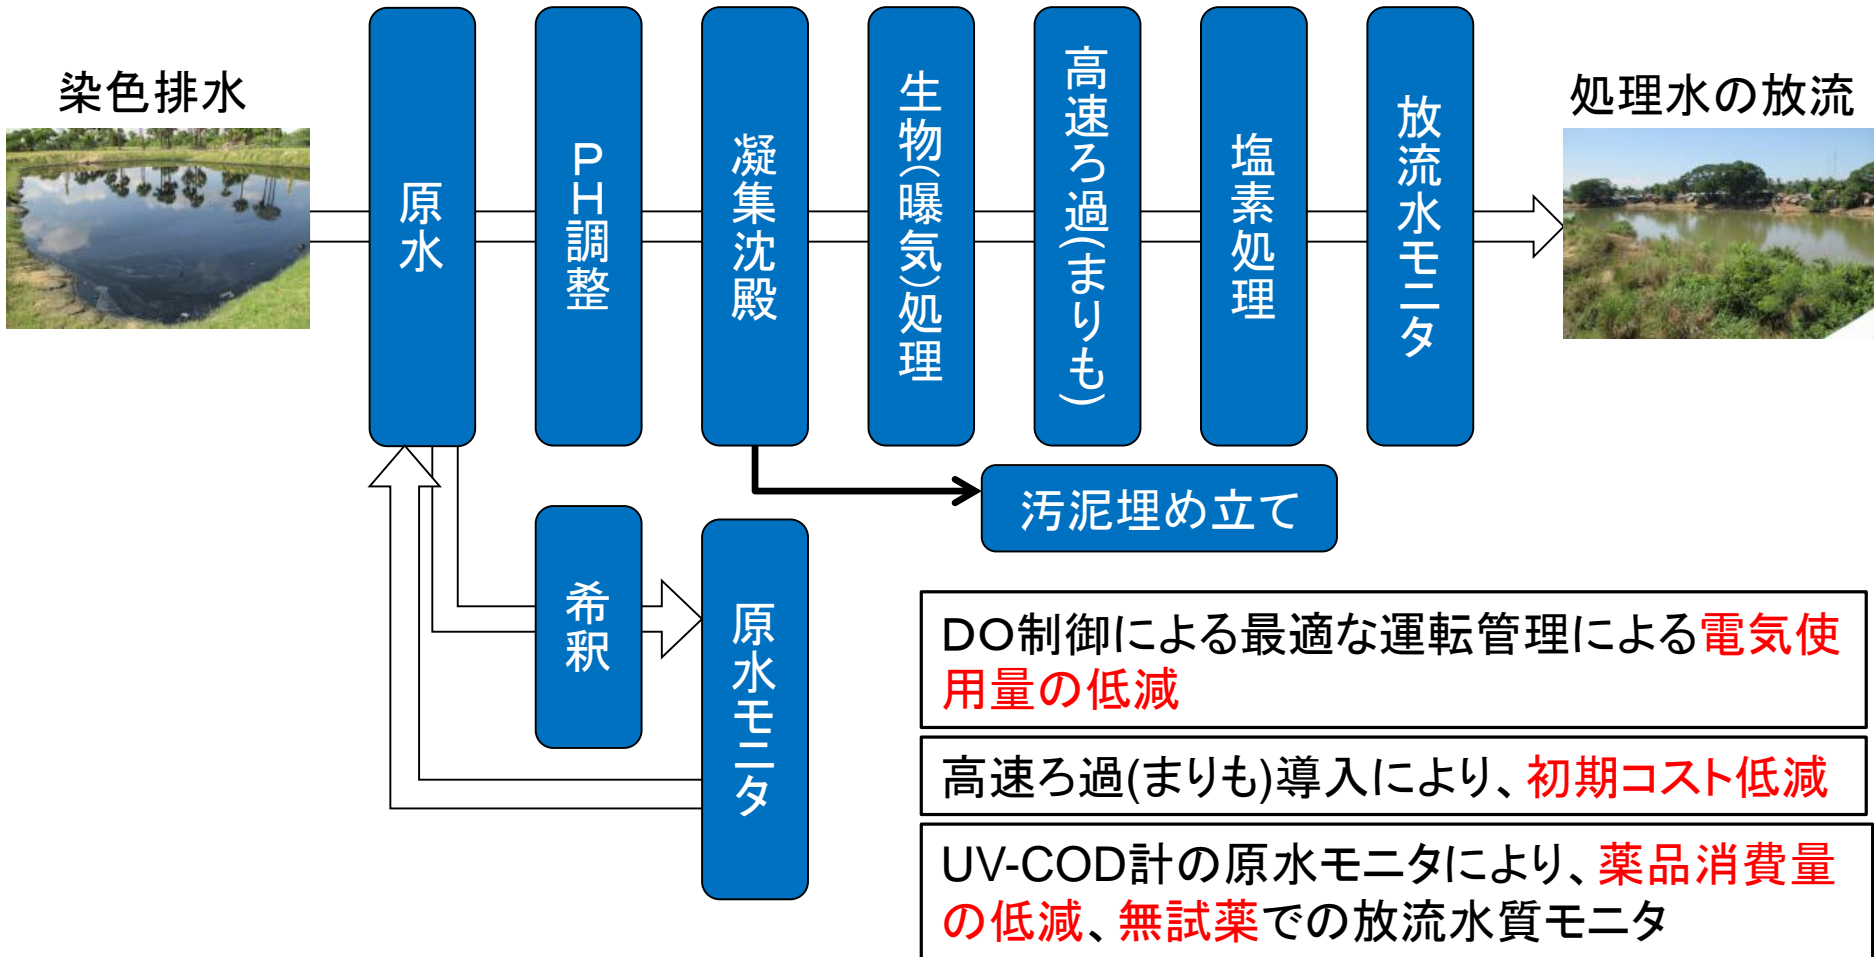 染色排水
原水
ＰＨ調整
凝集沈殿
生物(曝気)処理
高速ろ過(まりも)
塩素処理
放流水モニタ
処理水の放流
汚泥埋め立て
希釈
原水モニタ
ＤＯ制御による最適な運転管理による電気使
用量の低減
高速ろ過(まりも)導入により、初期コスト低減
UV-COD計の原水モニタにより、薬品消費量
の低減、無試薬での放流水質モニタ